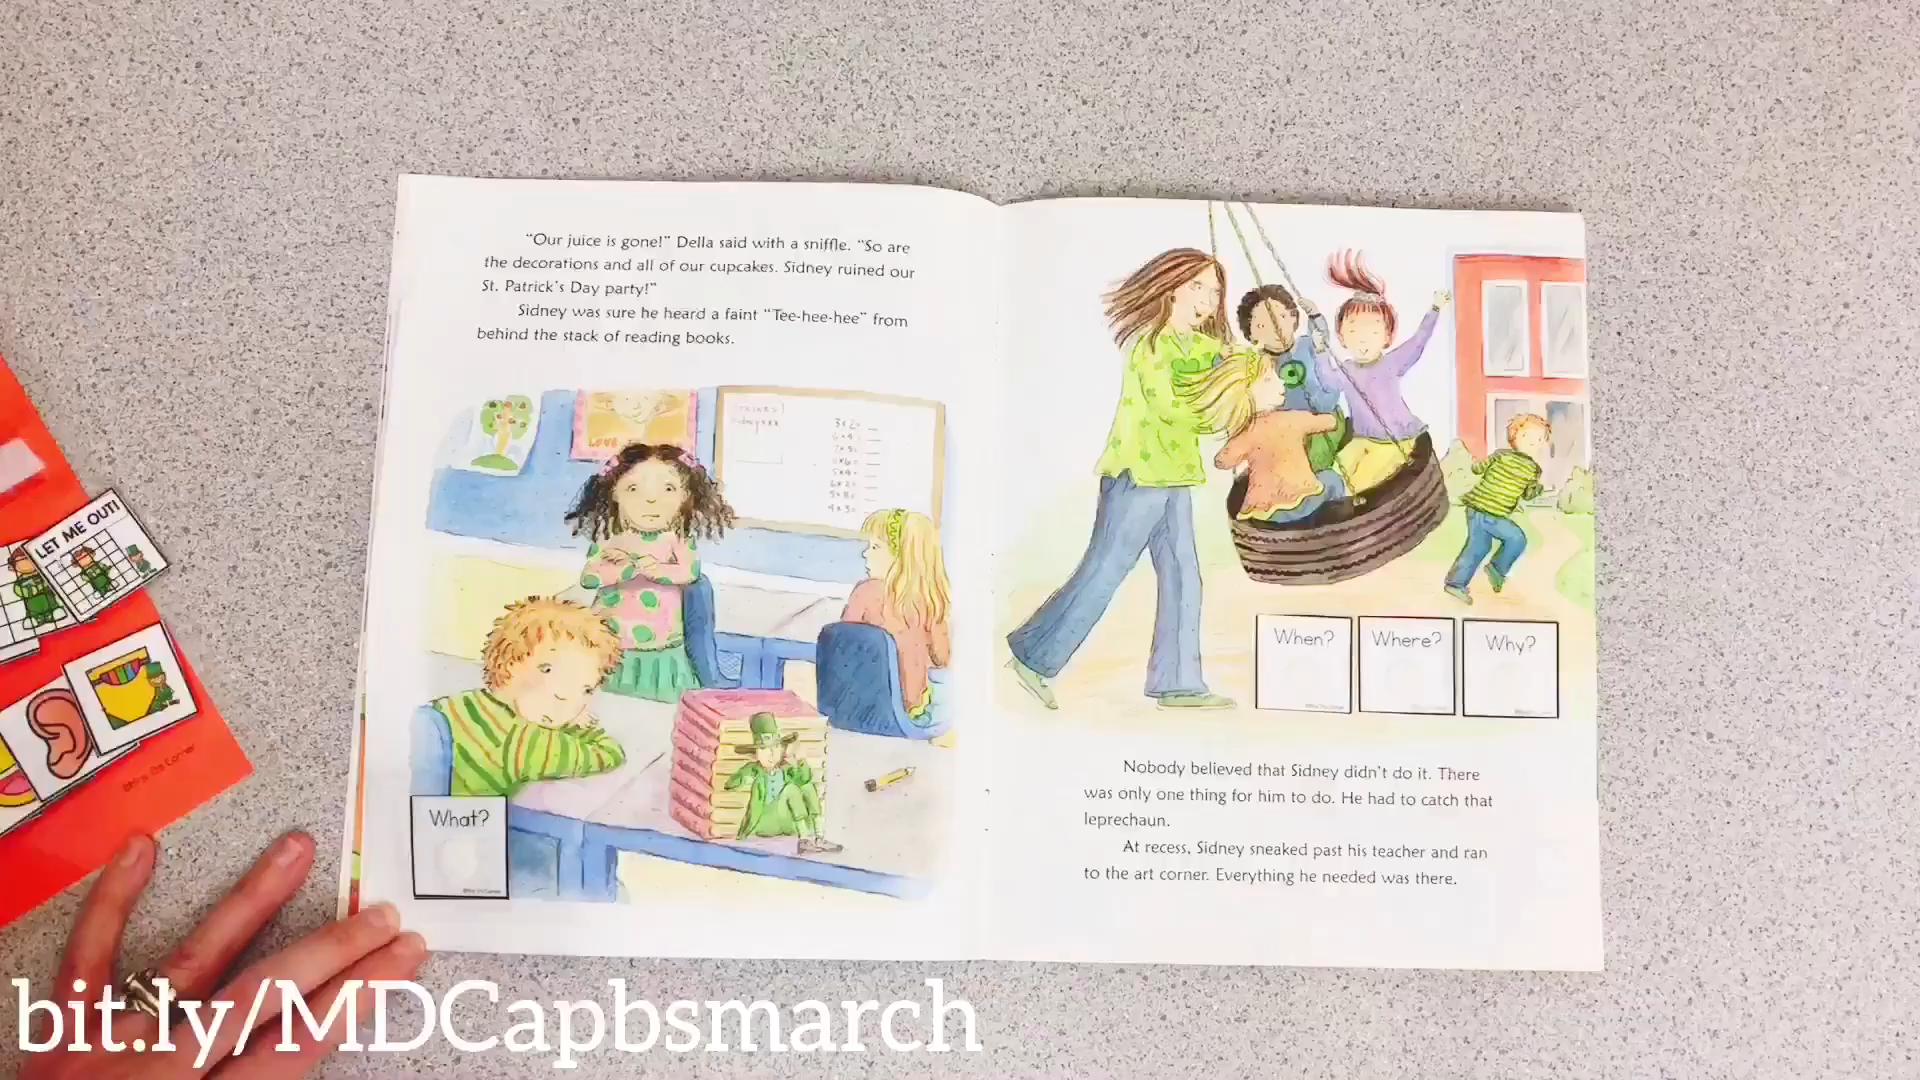 "Our juice is gone!" Della said with a sniffle. "So are
the decorations and all of our cupcakes. Sidney ruined our
St. Patrick's Day party!"
Sidney was sure he heard a faint "Tee-hee-hee" from
behind the stack of reading books.
LOVE
3x2=
What?
When?
Where?
Why?
Nobody believed that Sidney didn't do it. There
was only one thing for him to do. He had to catch that
leprechaun.
At recess, Sidney sneaked past his teacher and ran
to the art corner. Everything he needed was there.
LET ME OUT!
bit.ly/MDCapbsmarch